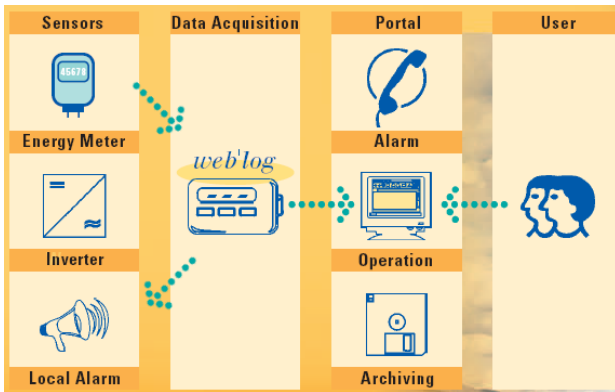 Sensors
Data Acquisition
Portal
User
45678
Energy Meter
Alarm
web'log
Inverter
Operation
Local Alarm
Archiving